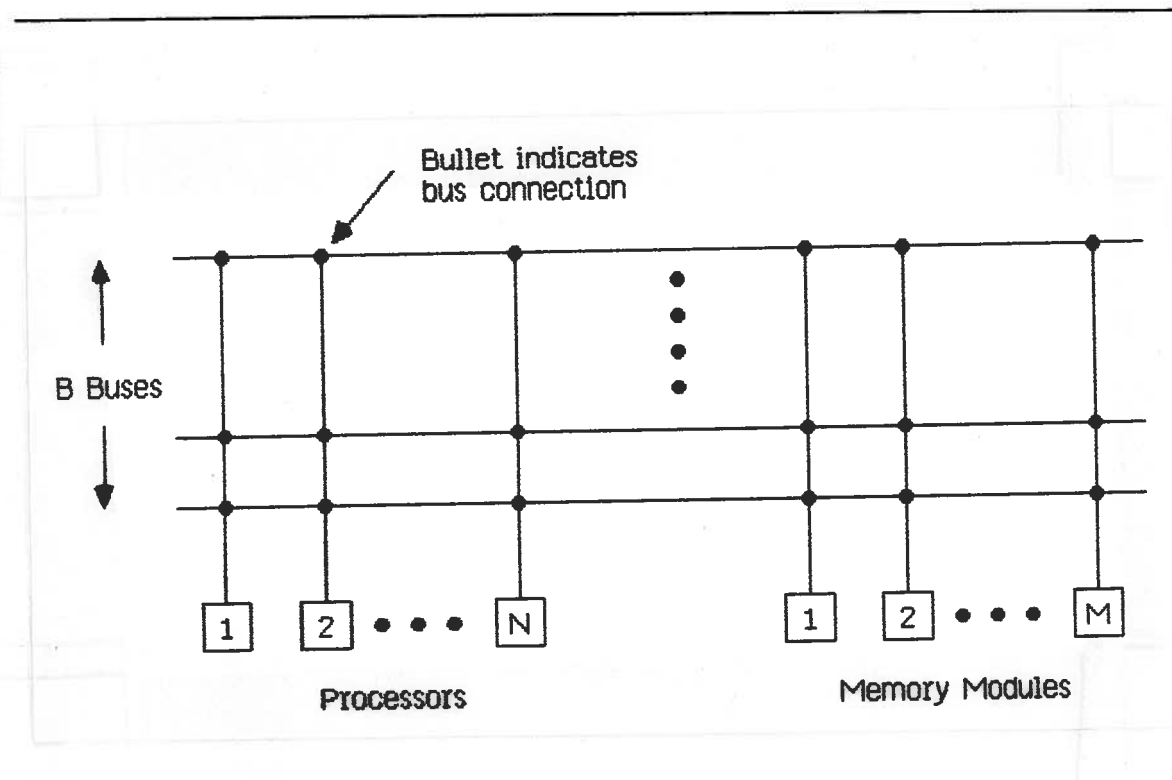 Bullet indicates
bus connection
B Buses
1
2
N
1
2
M
Processors
Memory Modules